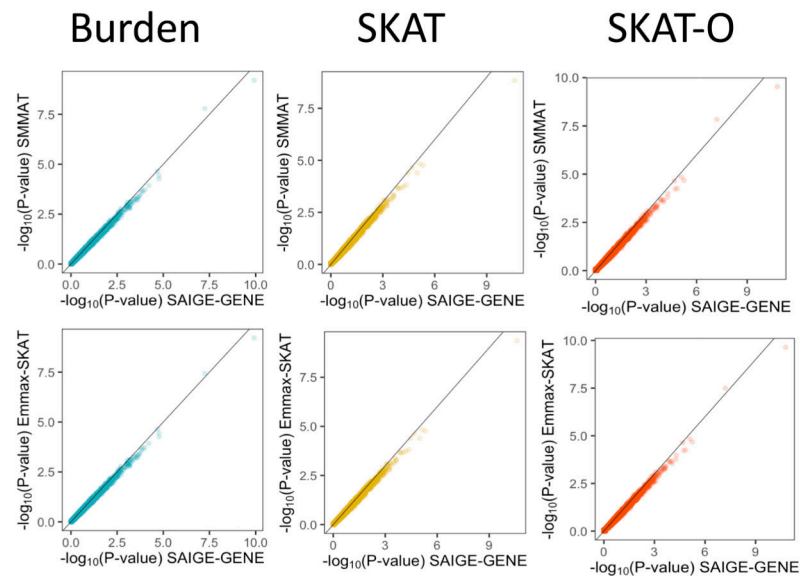 Burden SKAT SKAT-O
-log10(P-value) SMMAT
7.5
5.0
2.5
0.0
0 2.5 5.0 7.5 10.0
-log10(P-value) SAIGE-GENE
-log10(P-value) SMMAT
7.5
5.0
2.5
0.0
0 3 6 9
-log10(P-value) SAIGE-GENE
-log10(P-value) SMMAT
10.0
7.5
5.0
2.5
0.0
0 3 6 9
-log10(P-value) SAIGE-GENE
-log10(P-value) Emmax-SKAT
7.5
5.0
2.5
0.0
0 2.5 5.0 7.5 10.0
-log10(P-value) SAIGE-GENE
-log10(P-value) Emmax-SKAT
7.5
5.0
2.5
0.0
0 3 6 9
-log10(P-value) SAIGE-GENE
-log10(P-value) Emmax-SKAT
10.0
7.5
5.0
2.5
0.0
0 3 6 9
-log10(P-value) SAIGE-GENE